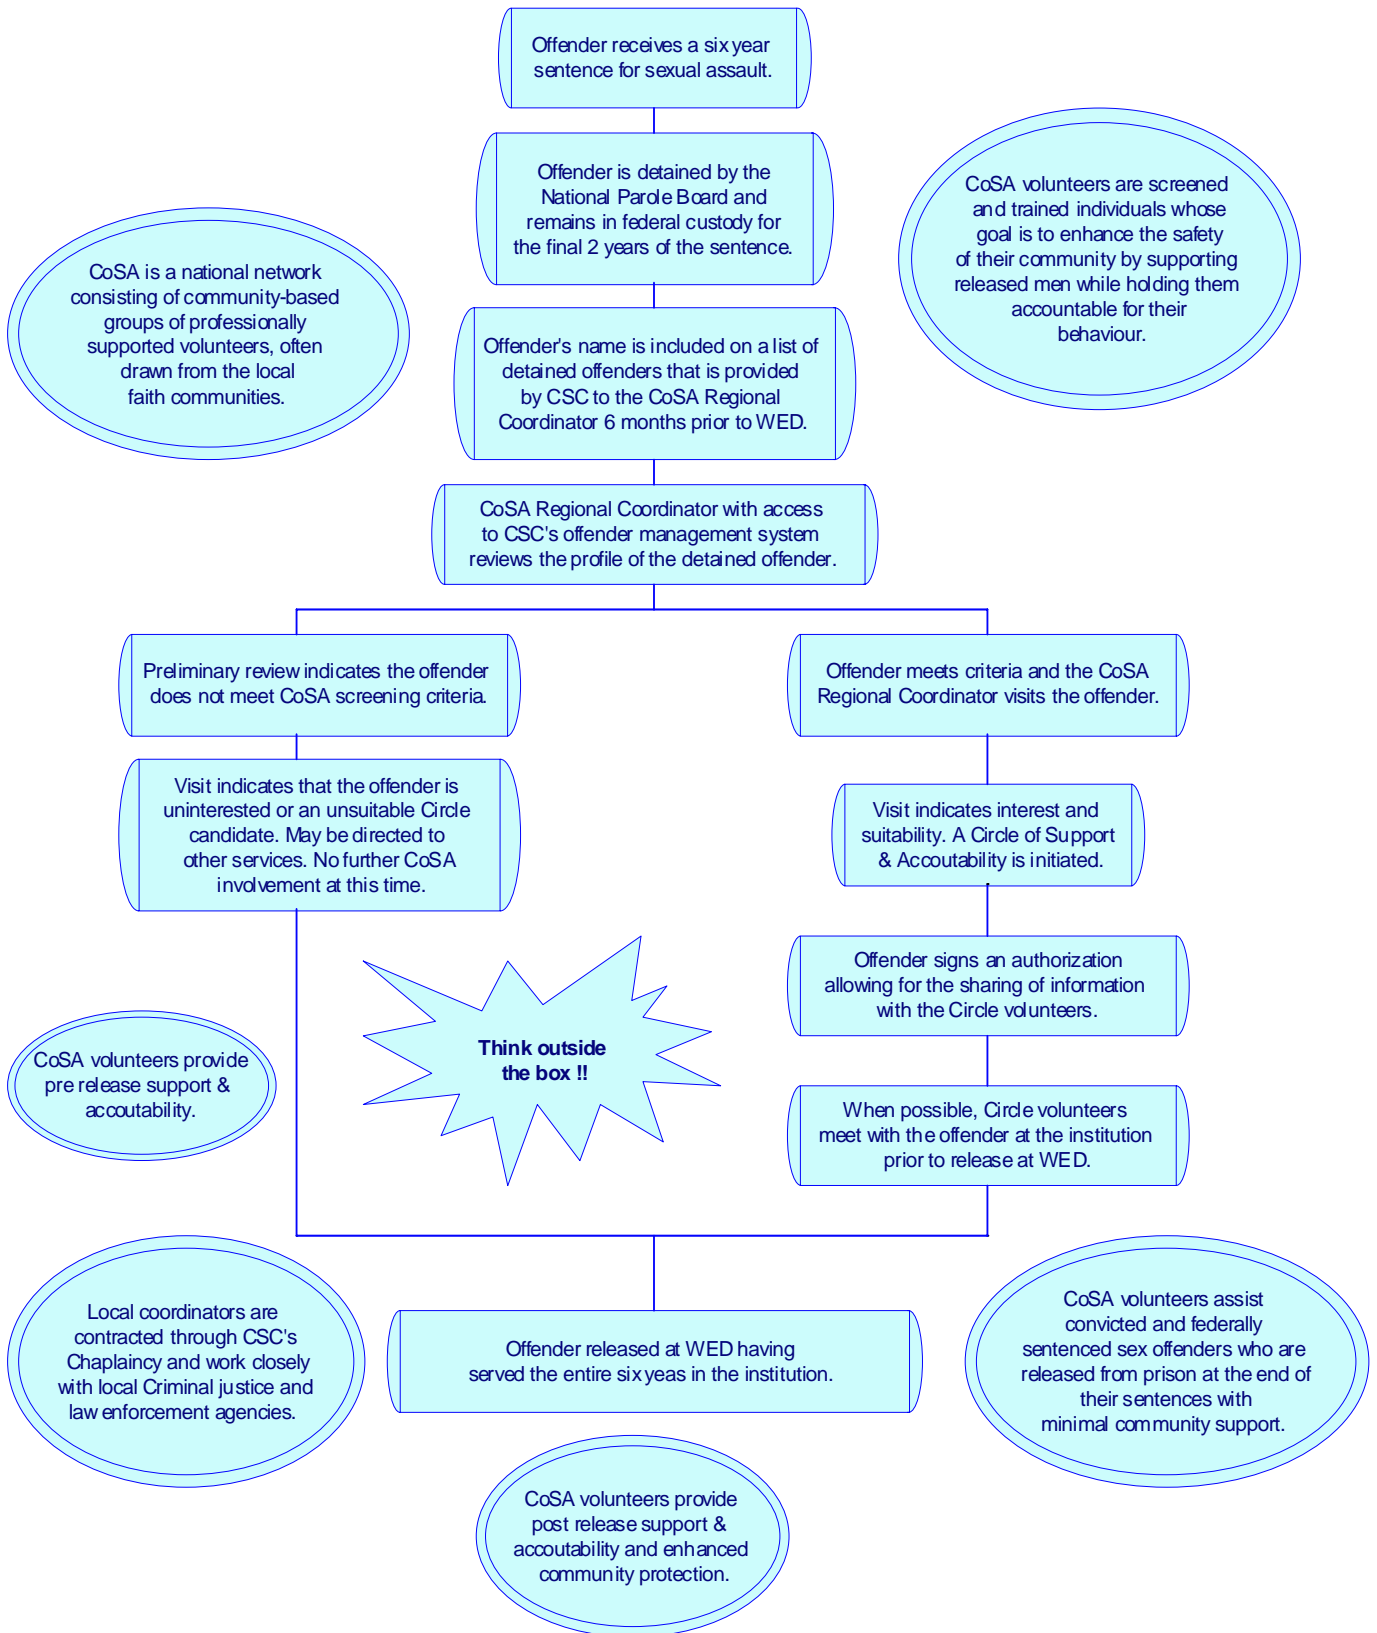 Offender receives a six year
sentence for sexual assault.
Offender is detained by the
National Parole Board and
remains in federal custody for
the final 2 years of the sentence.
CoSA volunteers are screened
and trained individuals whose
goal is to enhance the safety
of their community by supporting
released men while holding them
accountable for their
behaviour.
CoSA is a national network
consisting of community-based
groups of professionally
supported volunteers, often
drawn from the local
faith communities.
Offender's name is included on a list of
detained offenders that is provided
by CSC to the CoSA Regional
Coordinator 6 months prior to WED.
CoSA Regional Coordinator with access
to CSC's offender management system
reviews the profile of the detained offender.
Preliminary review indicates the offender
does not meet CoSA screening criteria.
Offender meets criteria and the CoSA
Regional Coordinator visits the offender.
Visit indicates that the offender is
uninterested or an unsuitable Circle
candidate. May be directed to
other services. No further CoSA
involvement at this time.
Visit indicates interest and
suitability. A Circle of Support
& Accoutability is initiated.
Offender signs an authorization
allowing for the sharing of information
with the Circle volunteers.
Think outside
the box !!
CoSA volunteers provide
pre release support &
accoutability.
When possible, Circle volunteers
meet with the offender at the institution
prior to release at WED.
Local coordinators are
contracted through CSC's
Chaplaincy and work closely
with local Criminal justice and
law enforcement agencies.
Offender released at WED having
served the entire six yeas in the institution.
CoSA volunteers assist
convicted and federally
sentenced sex offenders who are
released from prison at the end of
their sentences with
minimal community support.
CoSA volunteers provide
post release support &
accoutability and enhanced
community protection.